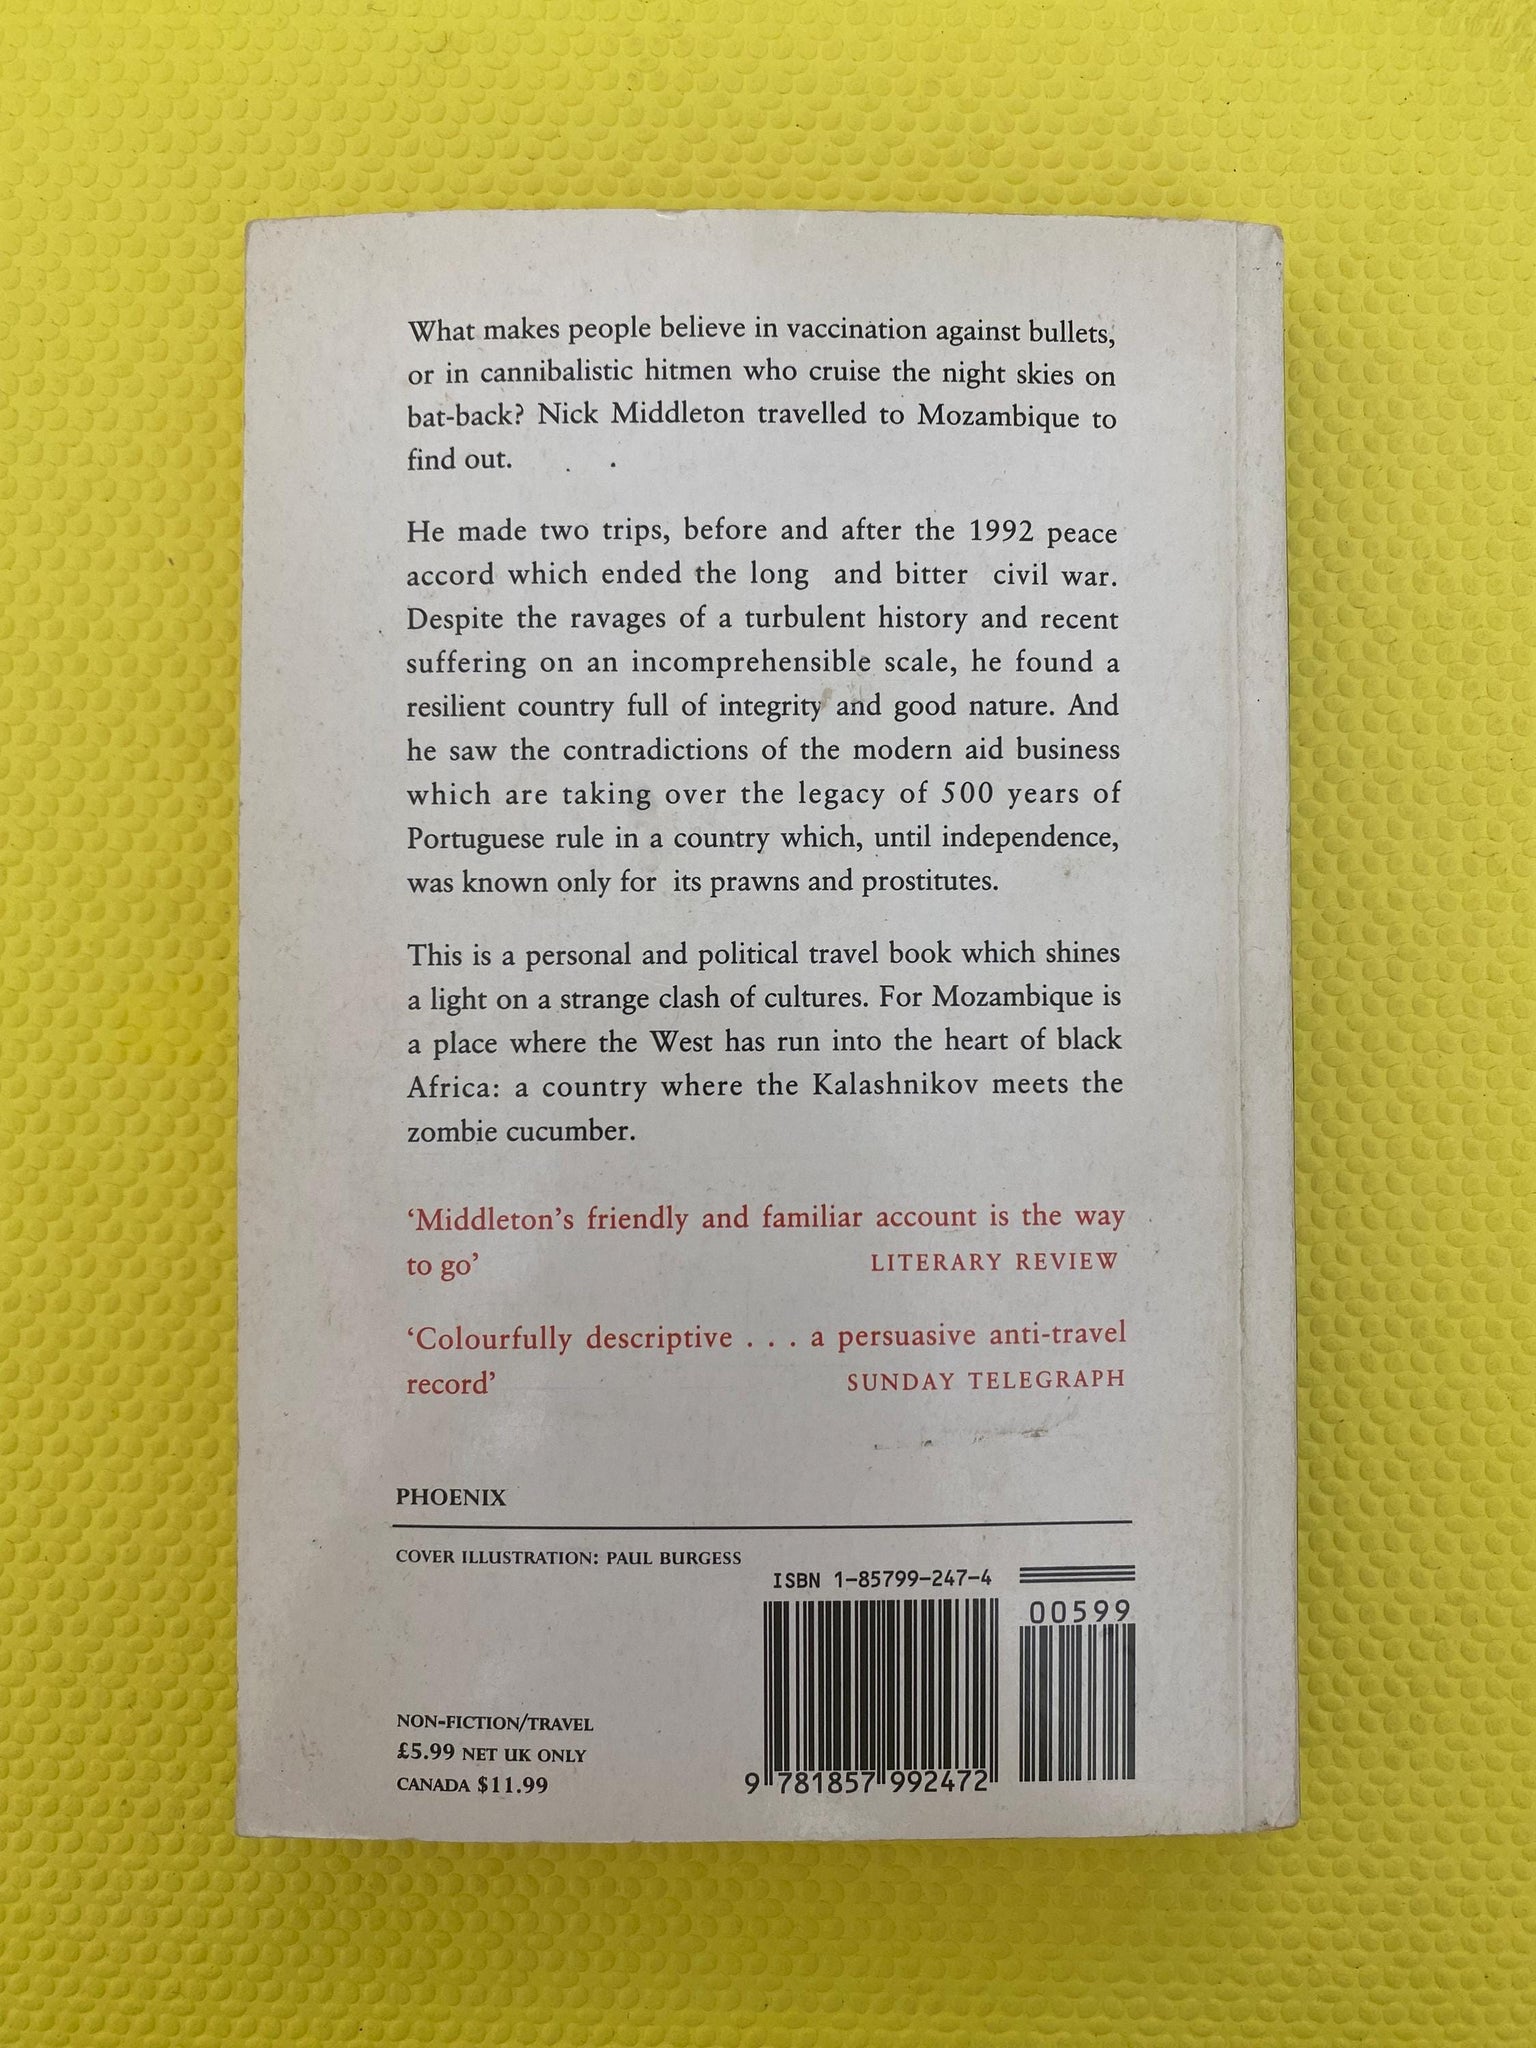 What makes people believe in vaccination against bullets,
or in cannibalistic hitmen who cruise the night skies on
bat-back? Nick Middleton travelled to Mozambique to
find out.
He made two trips, before and after the 1992 peace
accord which ended the long and bitter civil war.
Despite the ravages of a turbulent history and recent
suffering on an incomprehensible scale, he found a
resilient country full of integrity and good nature. And
he saw the contradictions of the modern aid business
which are taking over the legacy of 500 years of
Portuguese rule in a country which, until independence,
was known only for its prawns and prostitutes.
This is a personal and political travel book which shines
a light on a strange clash of cultures. For Mozambique is
a place where the West has run into the heart of black
Africa: a country where the Kalashnikov meets the
zombie cucumber.
‘Middleton’s friendly and familiar account is the way
to go’ LITERARY REVIEW
‘Colourfully descriptive . . . a persuasive anti-travel
record’ SUNDAY TELEGRAPH
PHOENIX
COVER ILLUSTRATION: PAUL BURGESS
ISBN 1-85799-247-4
00599
NON-FICTION/TRAVEL
£5.99 NET UK ONLY
CANADA $11.99
9 781857 992472